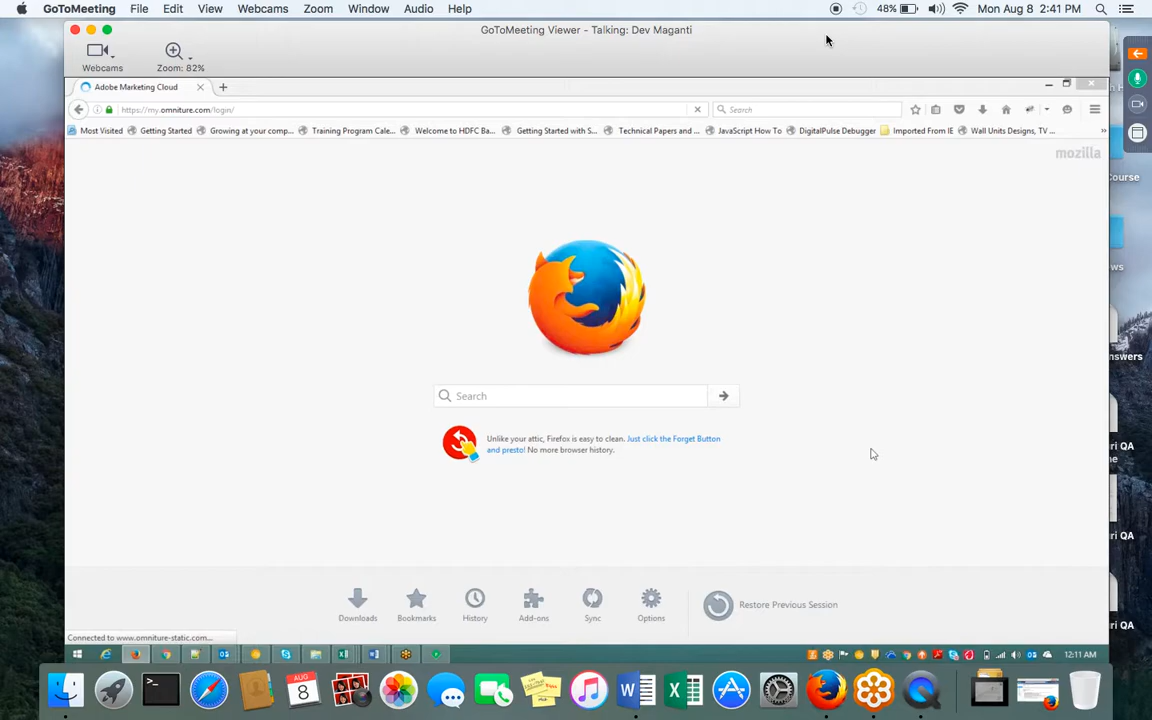 GoToMeeting File Edit View Webcams Zoom Window Audio Help 48% Mon Aug 8 2:41 PM
GoToMeeting Viewer - Talking: Dev Maganti
Webcams Zoom: 82%
Adobe Marketing Cloud
https://my.omniture.com/login/ Search
Most Visited Getting Started Growing at your comp... Training Program Cale... Welcome to HDFC Ba... Getting Started with S... Technical Papers and ... JavaScript How To DigitalPulse Debugger Imported From IE Wall Units Designs, TV ...
mozilla
Course
Search
Unlike your attic, Firefox is easy to clean. Just click the Forget Button
and presto! No more browser history.
Downloads Bookmarks History Add-ons Sync Options Restore Previous Session
Connected to www.omniture-static.com...
12:11 AM
AUG
8